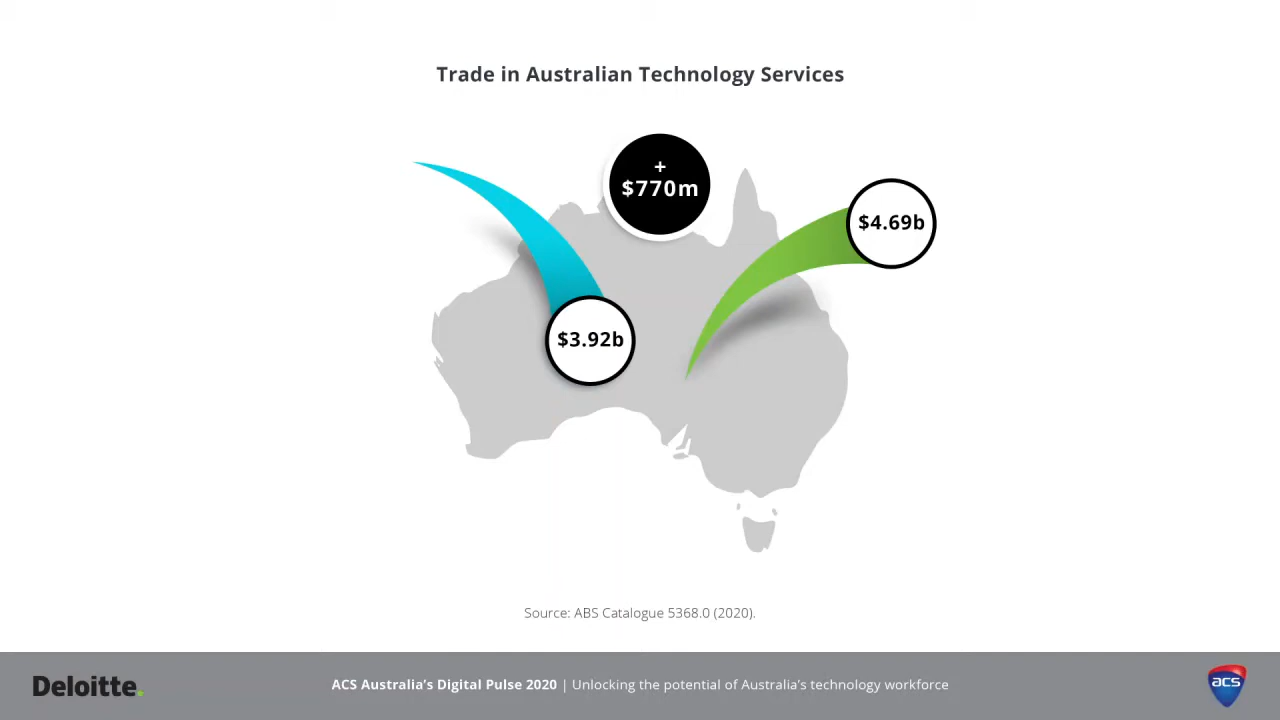 Trade in Australian Technology Services
+
$770m
$4.69b
$3.92b
Source: ABS Catalogue 5368.0 (2020).
Deloitte.
ACS Australia's Digital Pulse 2020 | Unlocking the potential of Australia's technology workforce
acs